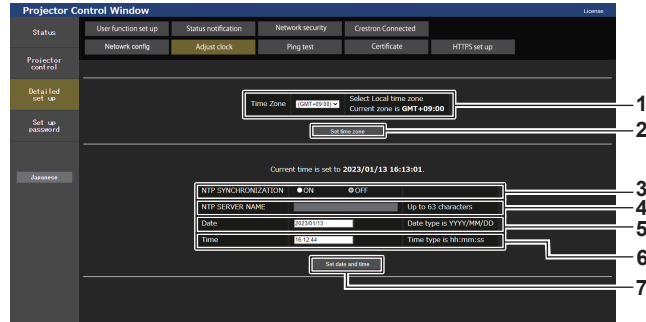 Projector Control Window
License
Status
User function set up
Status notification
Network security
Crestron Connected
Netowrk config
Adjust clock
Ping test
Certificate
HTTPS set up
Projector
control
Detailed
set up
Set up
password
Japanese
Time Zone
(GMT+09:00)
Select Local time zone
Current zone is GMT+09:00
1
Set time zone
2
Current time is set to 2023/01/13 16:13:01.
NTP SYNCHRONIZATION
ON
OFF
3
NTP SERVER NAME
Up to 63 characters
4
Date
2023/01/13
Date type is YYYY/MM/DD
5
Time
16:12:44
Time type is hh:mm:ss
6
Set date and time
7